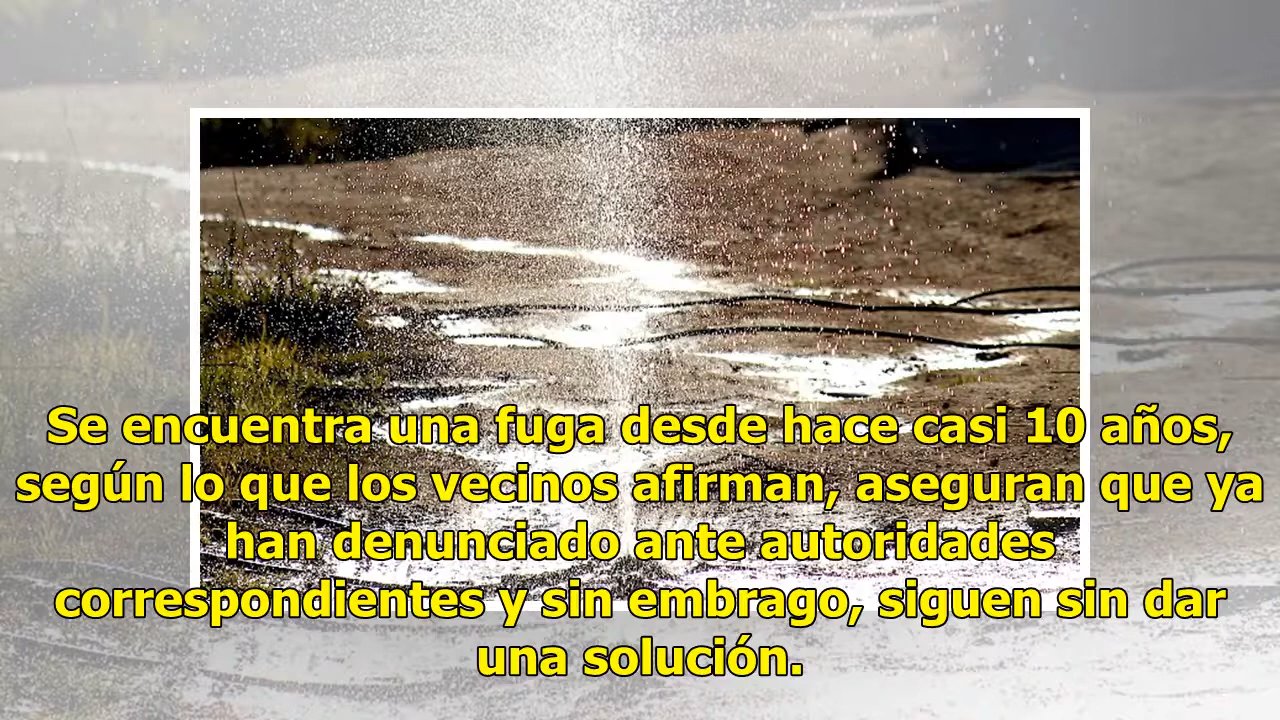 Se encuentra una fuga desde hace casi 10 años,
según lo que los vecinos afirman, aseguran que ya
han denunciado ante autoridades
correspondientes y sin embrago, siguen sin dar
una solución.